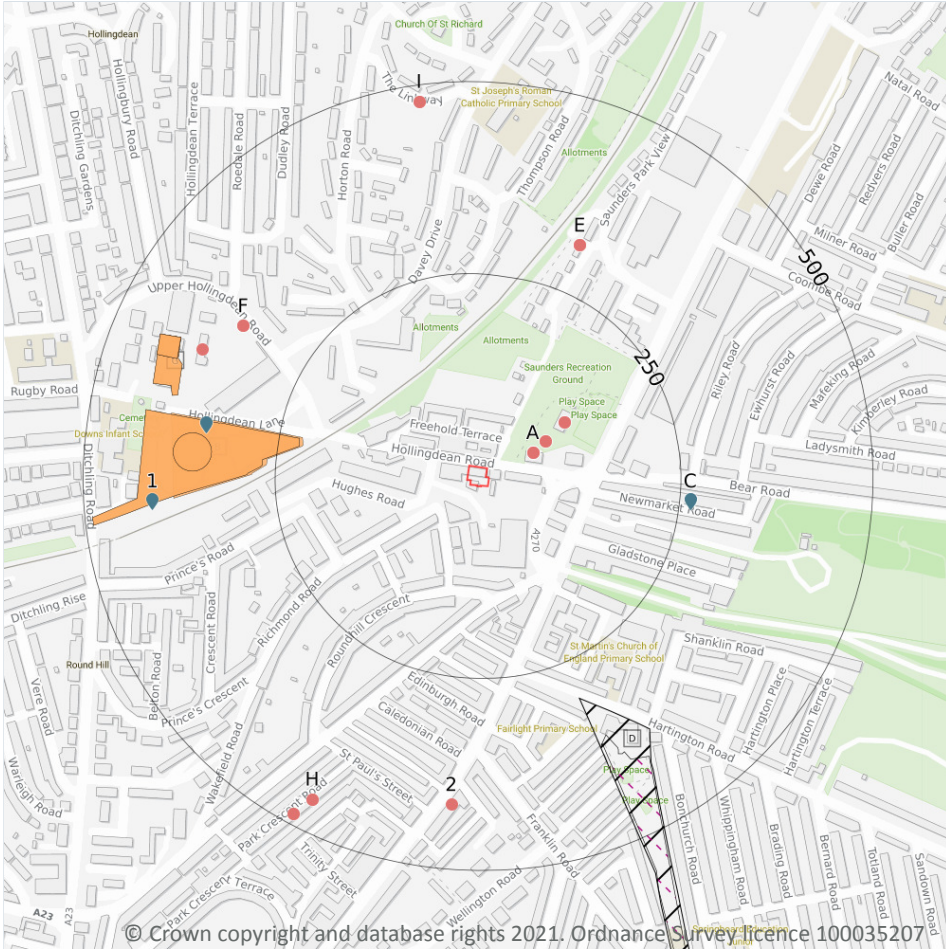 Hollingdean
Church Of St Richard
I
The Linkway
St Joseph's Roman
Catholic Primary School
Natal Road
Hollingbury Road
Ditchling Gardens
Hollingdean Terrace
Roedale Road
Dudley Road
Horton Road
Thompson Road
Allotments
Saunders Park View
Dewe Road
Redvers Road
Buller Road
Milner Road
E
Davey Drive
500
Coombe Road
Upper Hollingdean Road
F
Allotments
Allotments
250
Saunders Recreation
Ground
Riley Road
Ewhurst Road
Mafeking Road
Kimberley Road
Rugby Road
Play Space
Play Space
Hollingdean Lane
Freehold Terrace
A
Hollingdean Road
Downs Infant
Ladysmith Road
Ditchling Road
1
Hughes Road
C
Bear Road
Newmarket Road
A270
Prince's Road
Gladstone Place
Ditchling Rise
Crescent Road
Richmond Road
Roundhill Crescent
St Martin's Church of
England Primary School
Shanklin Road
Round Hill
Belton Road
Vere Road
Prince's Crescent
Edinburgh Road
Caledonian Road
Fairlight Primary School
Hartington Road
Hartington Place
Hartington Terrace
D
Wakefield Road
St Paul's Street
Warleigh Road
H
2
Park Crescent Road
Play Space
Play Space
Bonchurch Road
Whippingham Road
Brading Road
Bernard Road
Totland Road
Sandown Road
Trinity Street
Franklin Road
Wellington Road
Park Crescent Terrace
A23
A23
© Crown copyright and database rights 2021. Ordnance Survey licence 100035207